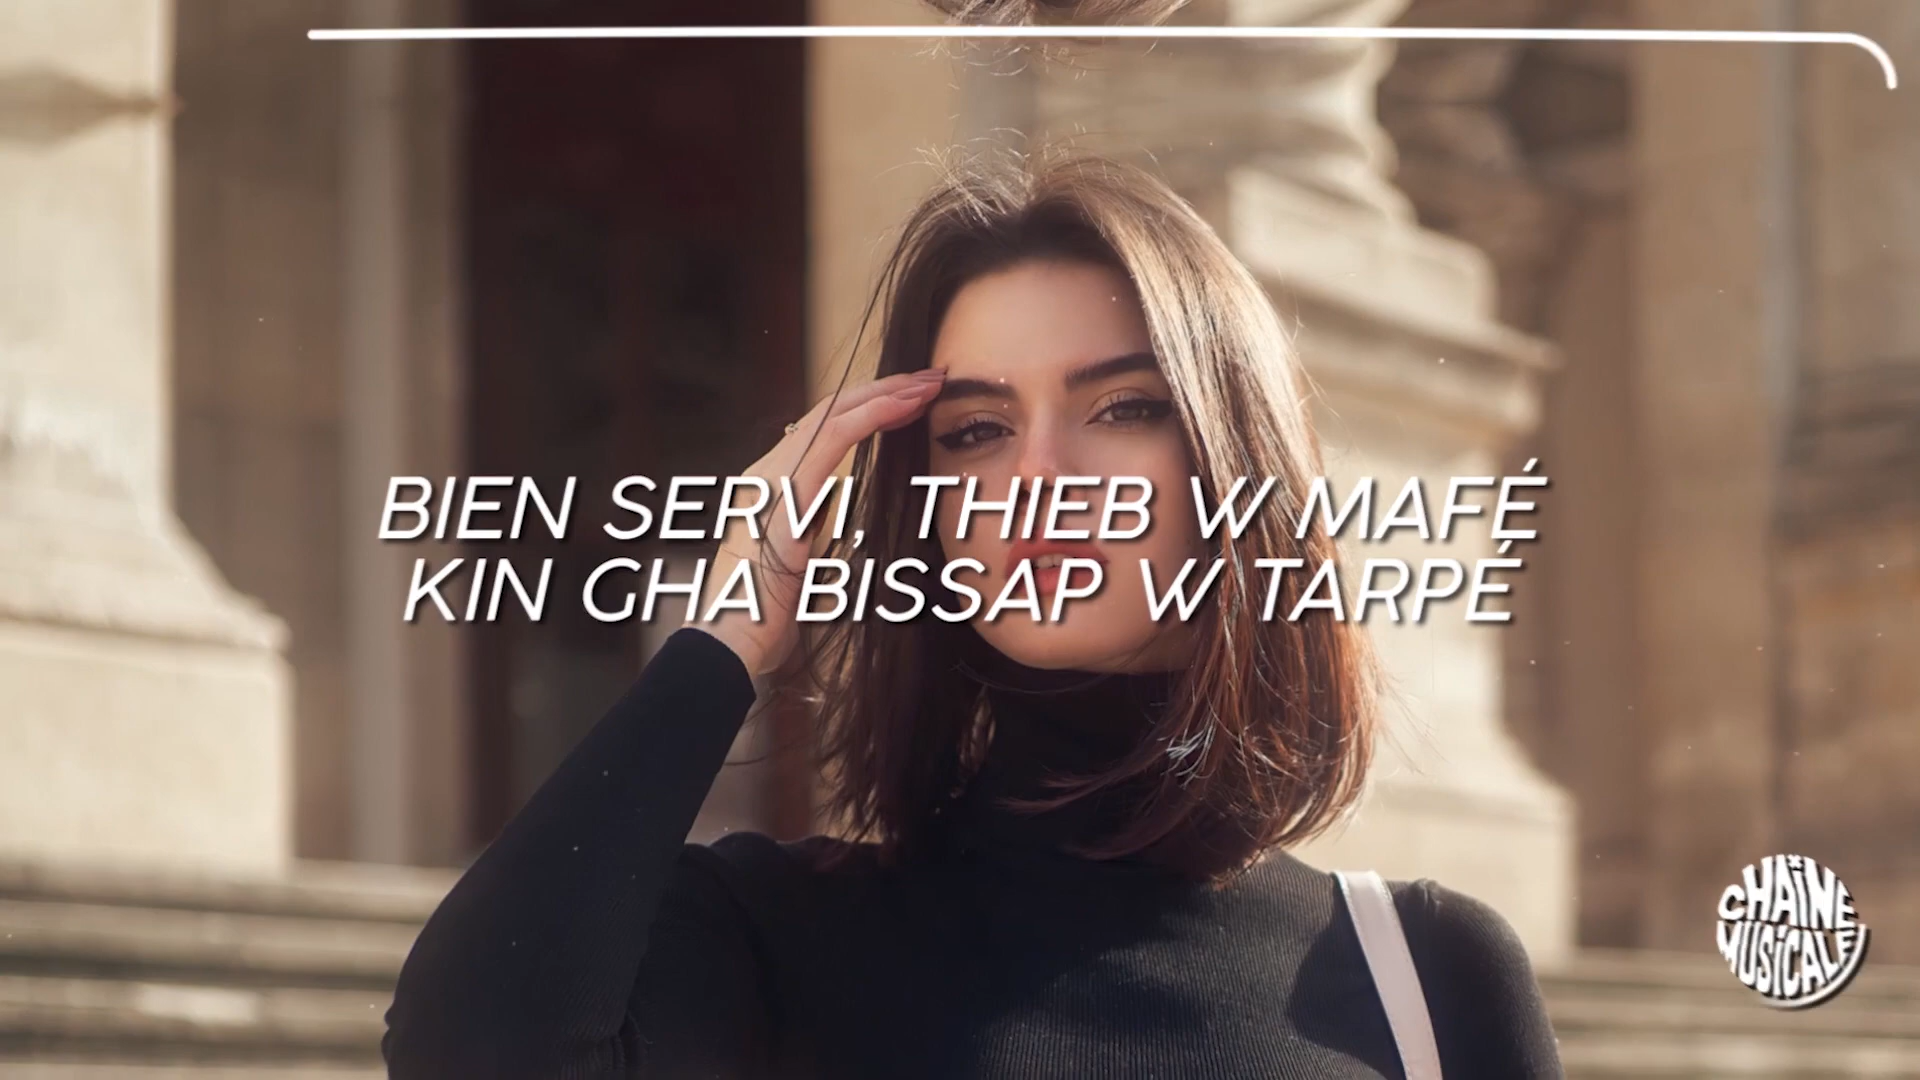 BIEN SERVI, THIEB W MAFÉ
KIN GHA BISSAP W TARPÉ
CHAÎNE
MUSICALE